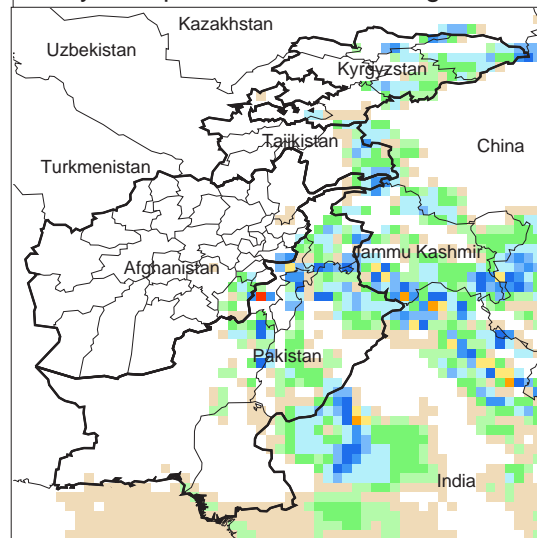 Kazakhstan
Uzbekistan
Kyrgyzstan
Tajikistan
China
Turkmenistan
Jammu Kashmir
Afghanistan
Pakistan
India